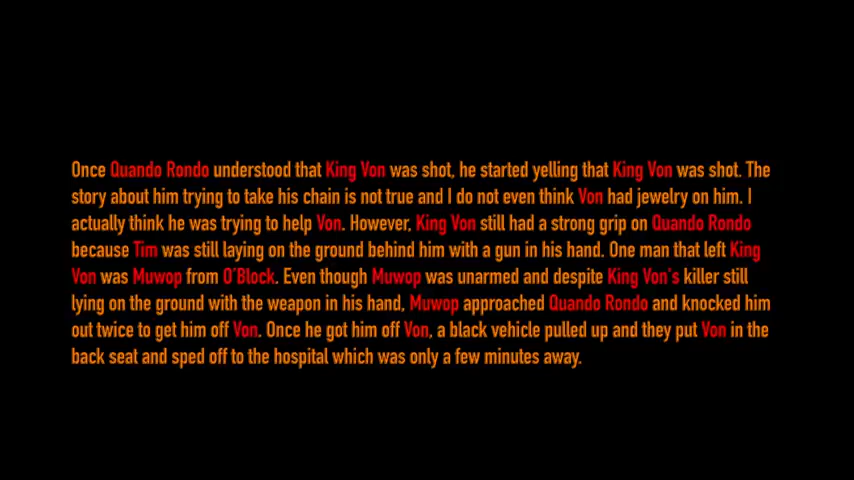 Once Quando Rondo understood that King Von was shot, he started yelling that King Von was shot. The
story about him trying to take his chain is not true and I do not even think Von had jewelry on him. I
actually think he was trying to help Von. However, King Von still had a strong grip on Quando Rondo
because Tim was still laying on the ground behind him with a gun in his hand. One man that left King
Von was Muwop from O'Block. Even though Muwop was unarmed and despite King Von's killer still
lying on the ground with the weapon in his hand, Muwop approached Quando Rondo and knocked him
out twice to get him off Von. Once he got him off Von, a black vehicle pulled up and they put Von in the
back seat and sped off to the hospital which was only a few minutes away.